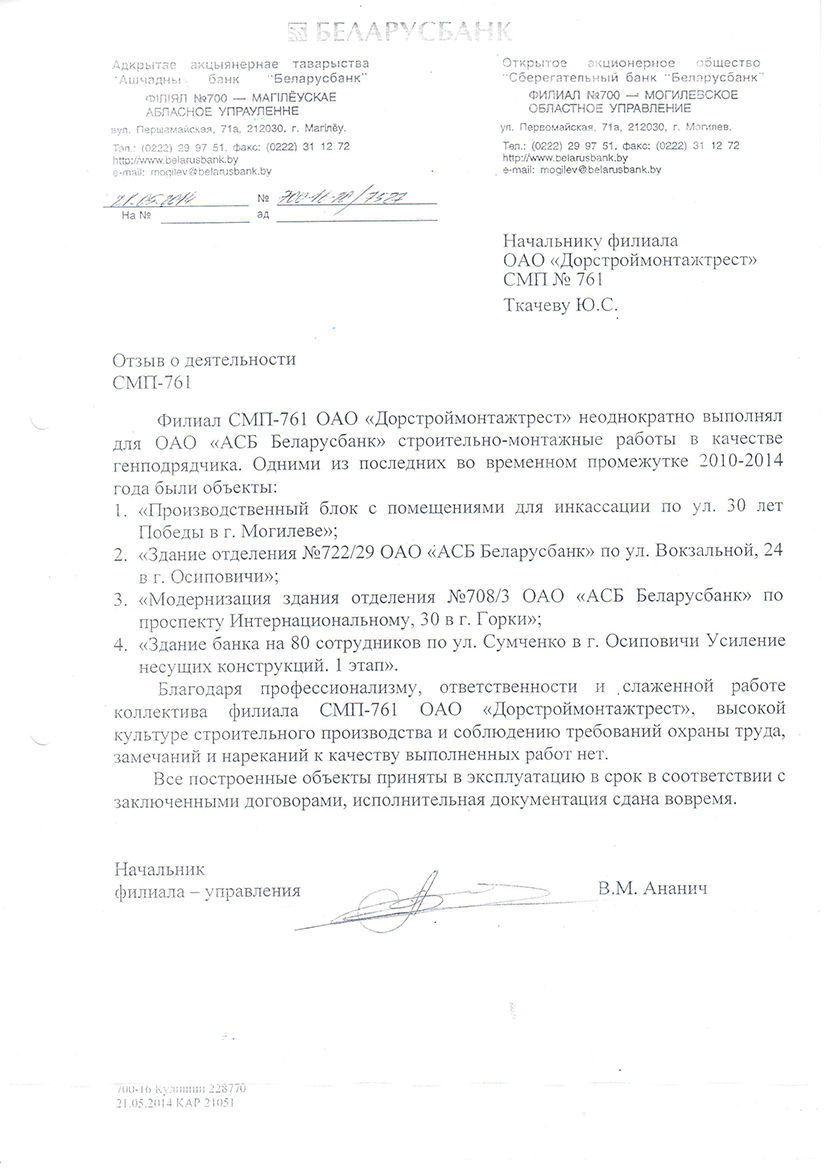 БЕЛАРУСБАНК
Адкрытае акцыянернае таварыства
"Ашчадны банк "Беларусбанк"
ФІЛІЯЛ №700 — МАГІЛЁЎСКАЕ
АБЛАСНОЕ УПРАЎЛЕННЕ
вул. Першамайская, 71а, 212030, г. Магілёў.
Тэл.: (0222) 29 97 51, факс: (0222) 31 12 72
http://www.belarusbank.by
e-mail: mogilev@belarusbank.by
Открытое акционерное общество
"Сберегательный банк "Беларусбанк"
ФИЛИАЛ №700 — МОГИЛЕВСКОЕ
ОБЛАСТНОЕ УПРАВЛЕНИЕ
ул. Первомайская, 71а, 212030, г. Могилев.
Тел.: (0222) 29 97 51, факс: (0222) 31 12 72
http://www.belarusbank.by
e-mail: mogilev@belarusbank.by
21.05.2014 №
На № ад
Начальнику филиала
ОАО «Дорстроймонтажтрест»
СМП № 761
Ткачеву Ю.С.
Отзыв о деятельности
СМП-761
Филиал СМП-761 ОАО «Дорстроймонтажтрест» неоднократно выполнял
для ОАО «АСБ Беларусбанк» строительно-монтажные работы в качестве
генподрядчика. Одними из последних во временном промежутке 2010-2014
года были объекты:
1. «Производственный блок с помещениями для инкассации по ул. 30 лет
Победы в г. Могилеве»;
2. «Здание отделения №722/29 ОАО «АСБ Беларусбанк» по ул. Вокзальной, 24
в г. Осиповичи»;
3. «Модернизация здания отделения №708/3 ОАО «АСБ Беларусбанк» по
проспекту Интернациональному, 30 в г. Горки»;
4. «Здание банка на 80 сотрудников по ул. Сумченко в г. Осиповичи Усиление
несущих конструкций. 1 этап».
Благодаря профессионализму, ответственности и слаженной работе
коллектива филиала СМП-761 ОАО «Дорстроймонтажтрест», высокой
культуре строительного производства и соблюдению требований охраны труда,
замечаний и нареканий к качеству выполненных работ нет.
Все построенные объекты приняты в эксплуатацию в срок в соответствии с
заключенными договорами, исполнительная документация сдана вовремя.
Начальник
филиала – управления В.М. Ананич
700-16 228770
21.05.2014 КАР 21051